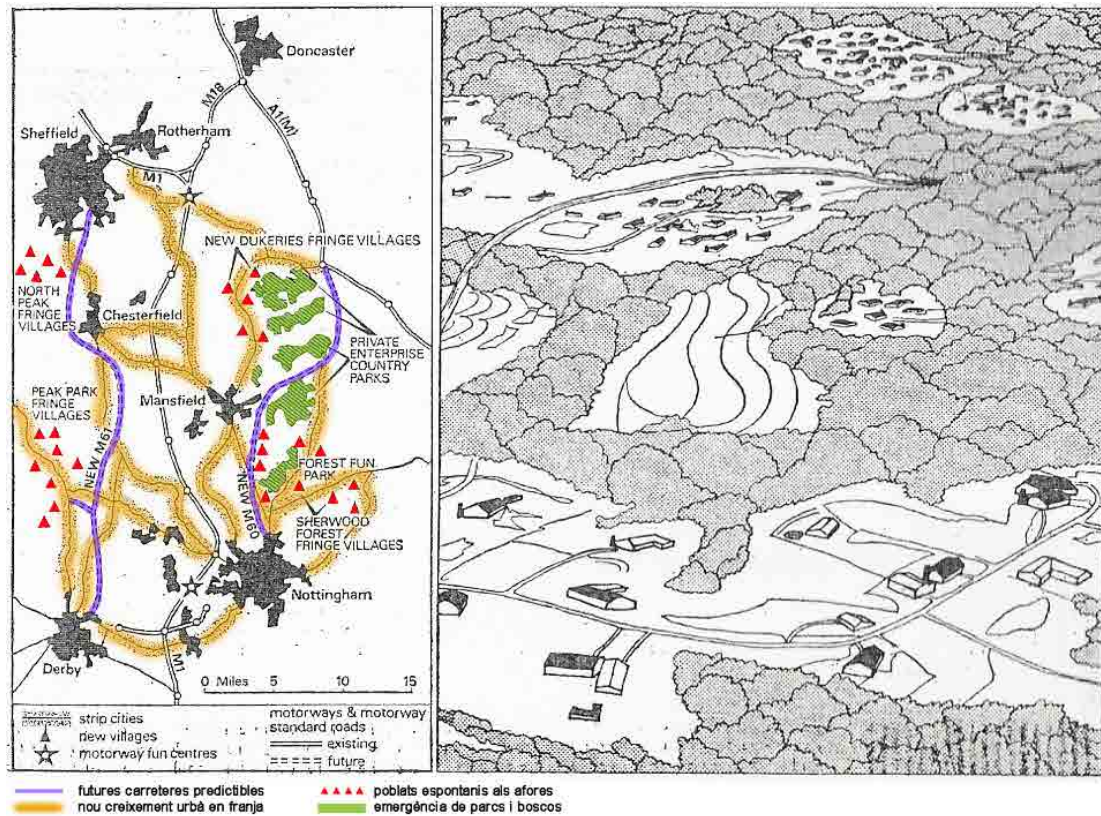 Doncaster
M18
A1(M)
Sheffield
Rotherham
M1
NEW DUKERIES FRINGE VILLAGES
NORTH
PEAK
FRINGE
VILLAGES
Chesterfield
PRIVATE
ENTERPRISE
COUNTRY
PARKS
PEAK PARK
FRINGE
VILLAGES
Mansfield
NEW M61
NEW M60
FOREST FUN
PARK
SHERWOOD
FOREST
FRINGE VILLAGES
Nottingham
Derby
M1
0 Miles 5 10 15
strip cities
new villages
motorway fun centres
motorways & motorway
standard roads
existing
future
futures carreteres predictibles
nou creixement urbà en franja
poblats espontanis als afores
emergència de parcs i boscos